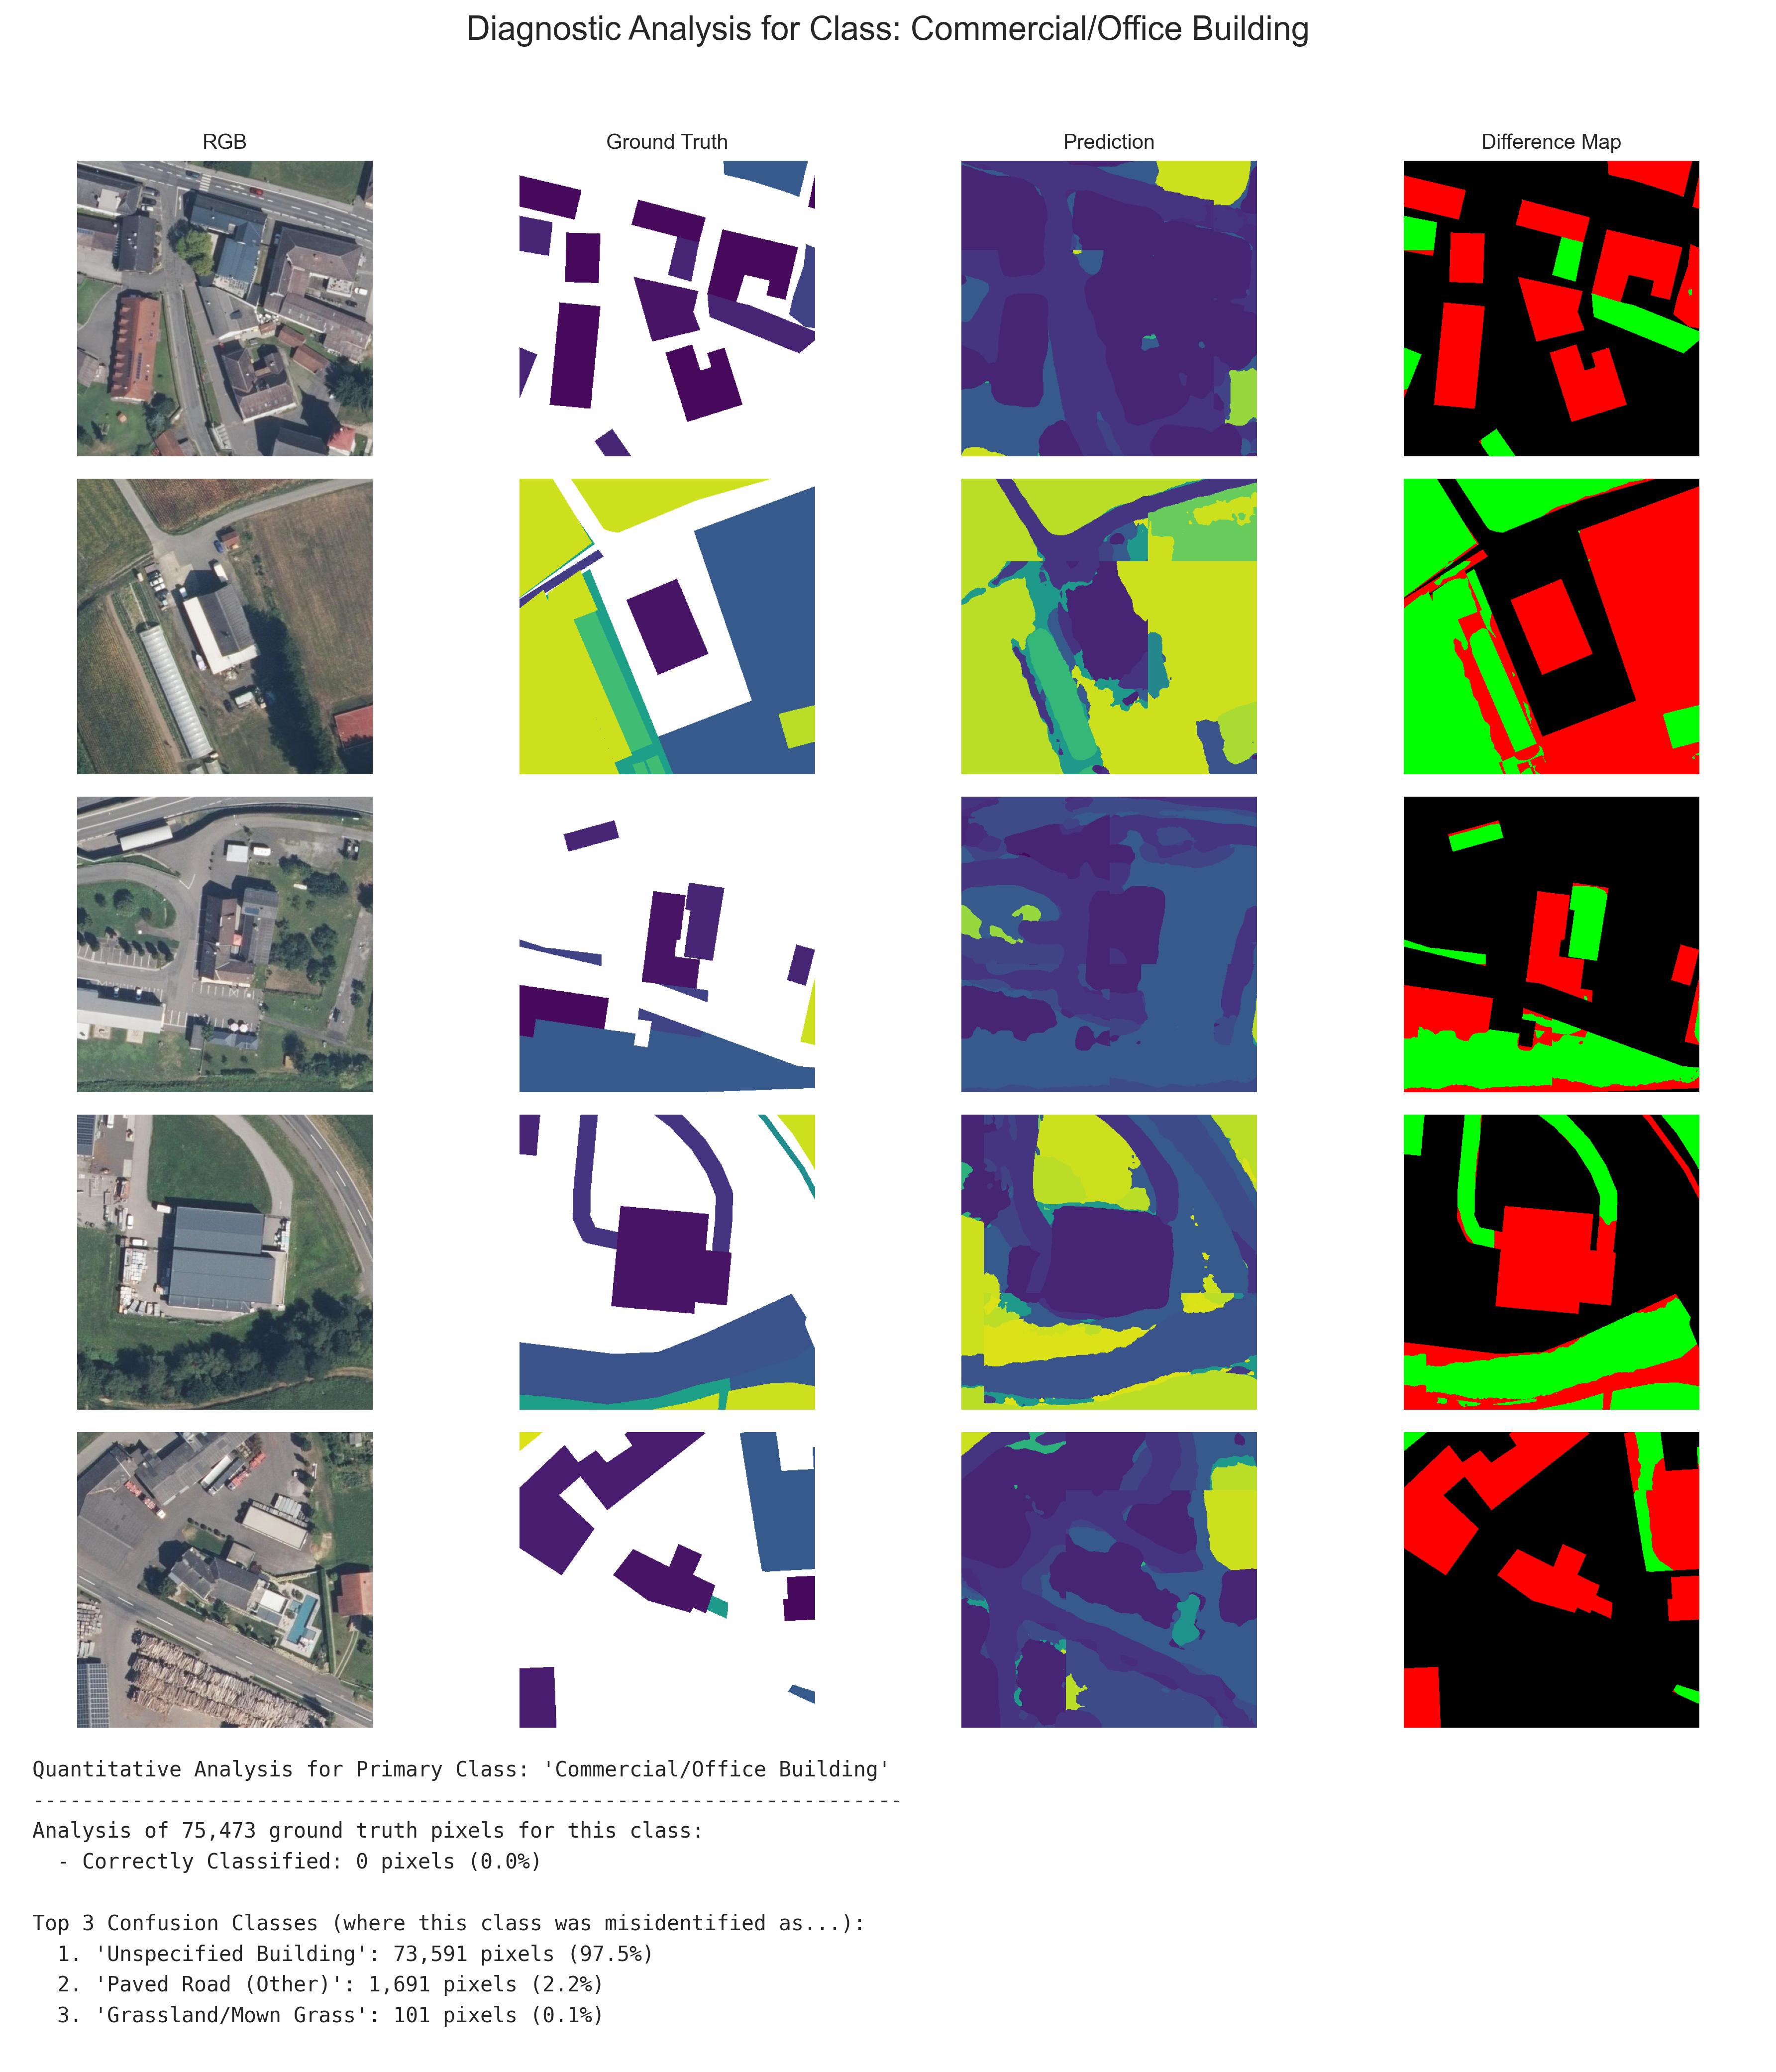 Diagnostic Analysis for Class: Commercial/Office Building
RGB Ground Truth Prediction Difference Map
Quantitative Analysis for Primary Class: 'Commercial/Office Building'
----------------------------------------------------------------------
Analysis of 75,473 ground truth pixels for this class:
- Correctly Classified: 0 pixels (0.0%)
Top 3 Confusion Classes (where this class was misidentified as...):
1. 'Unspecified Building': 73,591 pixels (97.5%)
2. 'Paved Road (Other)': 1,691 pixels (2.2%)
3. 'Grassland/Mown Grass': 101 pixels (0.1%)